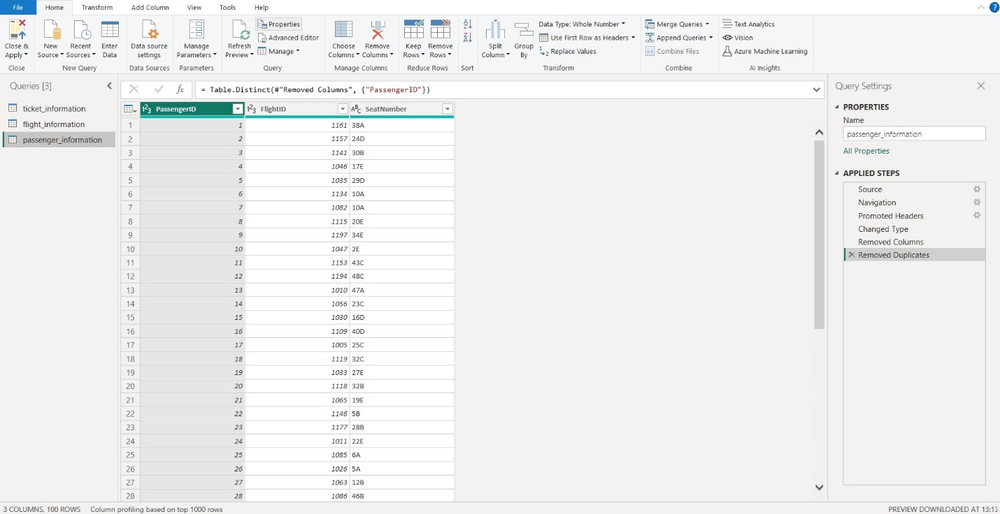 File Home Transform Add Column View Tools Help
Close & Apply
New Source
Recent Sources
Enter Data
Data source settings
Manage Parameters
Refresh Preview
Properties
Advanced Editor
Manage
Choose Columns
Remove Columns
Keep Rows
Remove Rows
Split Column
Group By
Data Type: Whole Number
Use First Row as Headers
Replace Values
Merge Queries
Append Queries
Combine Files
Text Analytics
Vision
Azure Machine Learning
Close New Query Data Sources Parameters Query Manage Columns Reduce Rows Sort Transform Combine AI Insights
Queries [3]
ticket_information
flight_information
passenger_information
fx = Table.Distinct(#"Removed Columns", {"PassengerID"})
123 PassengerID 123 FlightID ABC SeatNumber
1 1 1161 38A
2 2 1157 24D
3 3 1141 30B
4 4 1046 17E
5 5 1035 29D
6 6 1134 10A
7 7 1082 10A
8 8 1115 20E
9 9 1197 34E
10 10 1047 2E
11 11 1153 43C
12 12 1194 48C
13 13 1010 47A
14 14 1056 23C
15 15 1030 16D
16 16 1109 40D
17 17 1005 25C
18 18 1119 32C
19 19 1033 27E
20 20 1118 32B
21 21 1065 19E
22 22 1146 5B
23 23 1177 28B
24 24 1011 22E
25 25 1085 6A
26 26 1026 5A
27 27 1063 12B
28 28 1086 46B
Query Settings
PROPERTIES
Name
passenger_information
All Properties
APPLIED STEPS
Source
Navigation
Promoted Headers
Changed Type
Removed Columns
Removed Duplicates
3 COLUMNS, 100 ROWS Column profiling based on top 1000 rows PREVIEW DOWNLOADED AT 13:13